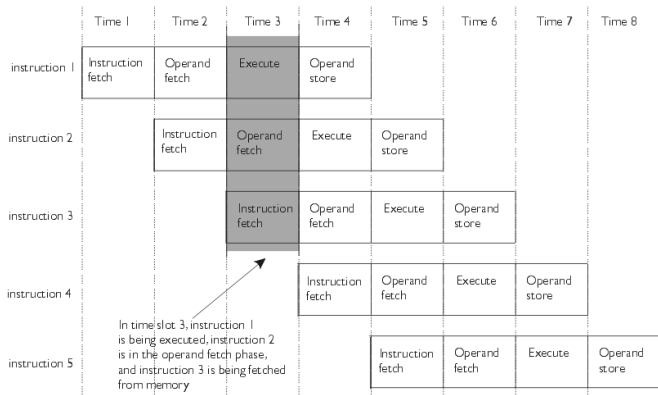 Time 1 Time 2 Time 3 Time 4 Time 5 Time 6 Time 7 Time 8
instruction 1
Instruction
fetch
Operand
fetch
Execute
Operand
store
instruction 2
Instruction
fetch
Operand
fetch
Execute
Operand
store
instruction 3
Instruction
fetch
Operand
fetch
Execute
Operand
store
instruction 4
Instruction
fetch
Operand
fetch
Execute
Operand
store
In time slot 3, instruction 1
is being executed, instruction 2
is in the operand fetch phase,
and instruction 3 is being fetched
from memory
instruction 5
Instruction
fetch
Operand
fetch
Execute
Operand
store